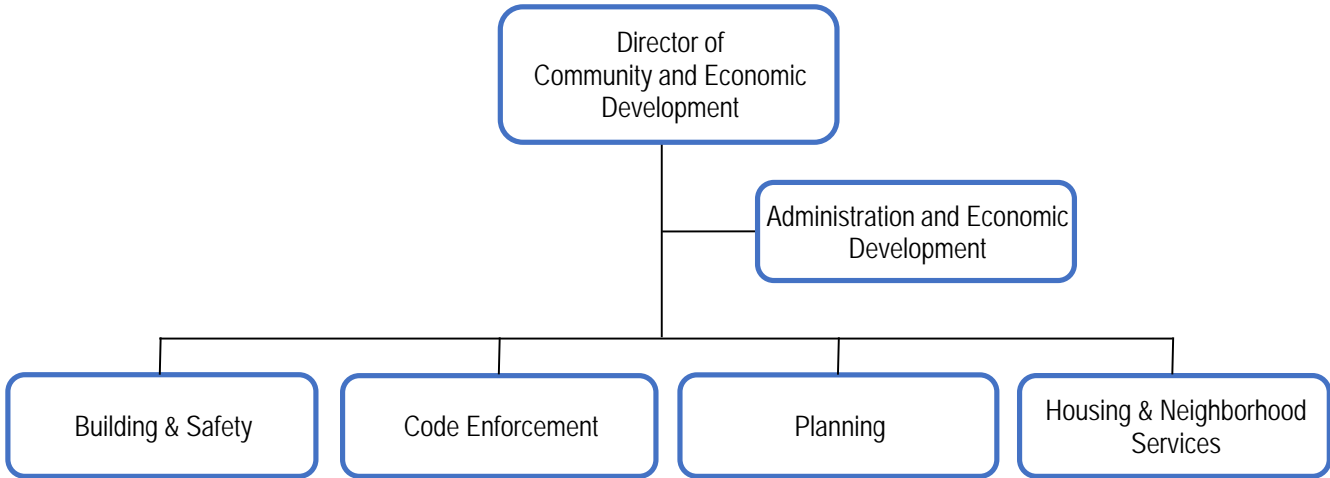 Director of
Community and Economic
Development
Administration and Economic
Development
Building & Safety
Code Enforcement
Planning
Housing & Neighborhood
Services